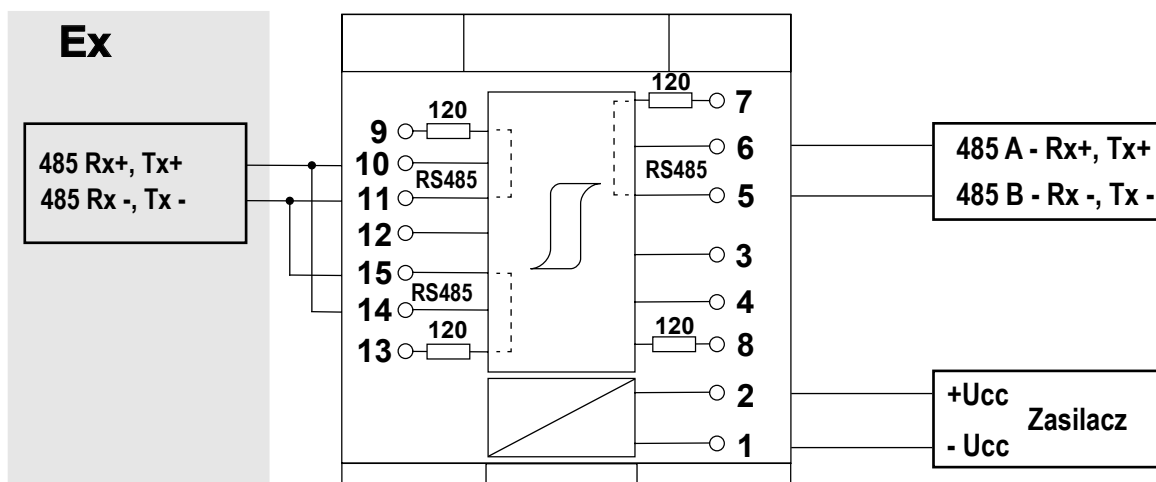 Ex
485 Rx+, Tx+
485 Rx -, Tx -
120
9
10
RS485
11
12
15
RS485
14
120
13
120
7
6
RS485
5
3
4
120
8
2
1
485 A - Rx+, Tx+
485 B - Rx -, Tx -
+Ucc
Zasilacz
- Ucc